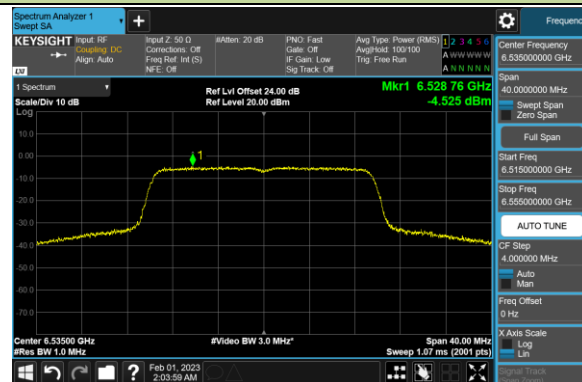 Spectrum Analyzer 1
Swept SA
Frequenc
KEYSIGHT
Input: RF
Coupling: DC
Align: Auto
Input Z: 50 Ω
Corrections: Off
Freq Ref: Int (S)
NFE: Off
#Atten: 20 dB
PNO: Fast
Gate: Off
IF Gain: Low
Sig Track: Off
Avg Type: Power (RMS)
Avg|Hold: 100/100
Trig: Free Run
1 2 3 4 5 6
A W W W W W
A N N N N N
LXI
1 Spectrum
Scale/Div 10 dB
Log
Ref Lvl Offset 24.00 dB
Ref Level 20.00 dBm
Mkr1 6.528 76 GHz
-4.525 dBm
10.0
0.00
-10.0
-20.0
-30.0
-40.0
-50.0
-60.0
-70.0
1
Center 6.53500 GHz
#Res BW 1.0 MHz
#Video BW 3.0 MHz*
Span 40.00 MHz
Sweep 1.07 ms (2001 pts)
Center Frequency
6.535000000 GHz
Span
40.0000000 MHz
Swept Span
Zero Span
Full Span
Start Freq
6.515000000 GHz
Stop Freq
6.555000000 GHz
AUTO TUNE
CF Step
4.000000 MHz
Auto
Man
Freq Offset
0 Hz
X Axis Scale
Log
Lin
Signal Track
Feb 01, 2023
2:03:59 AM